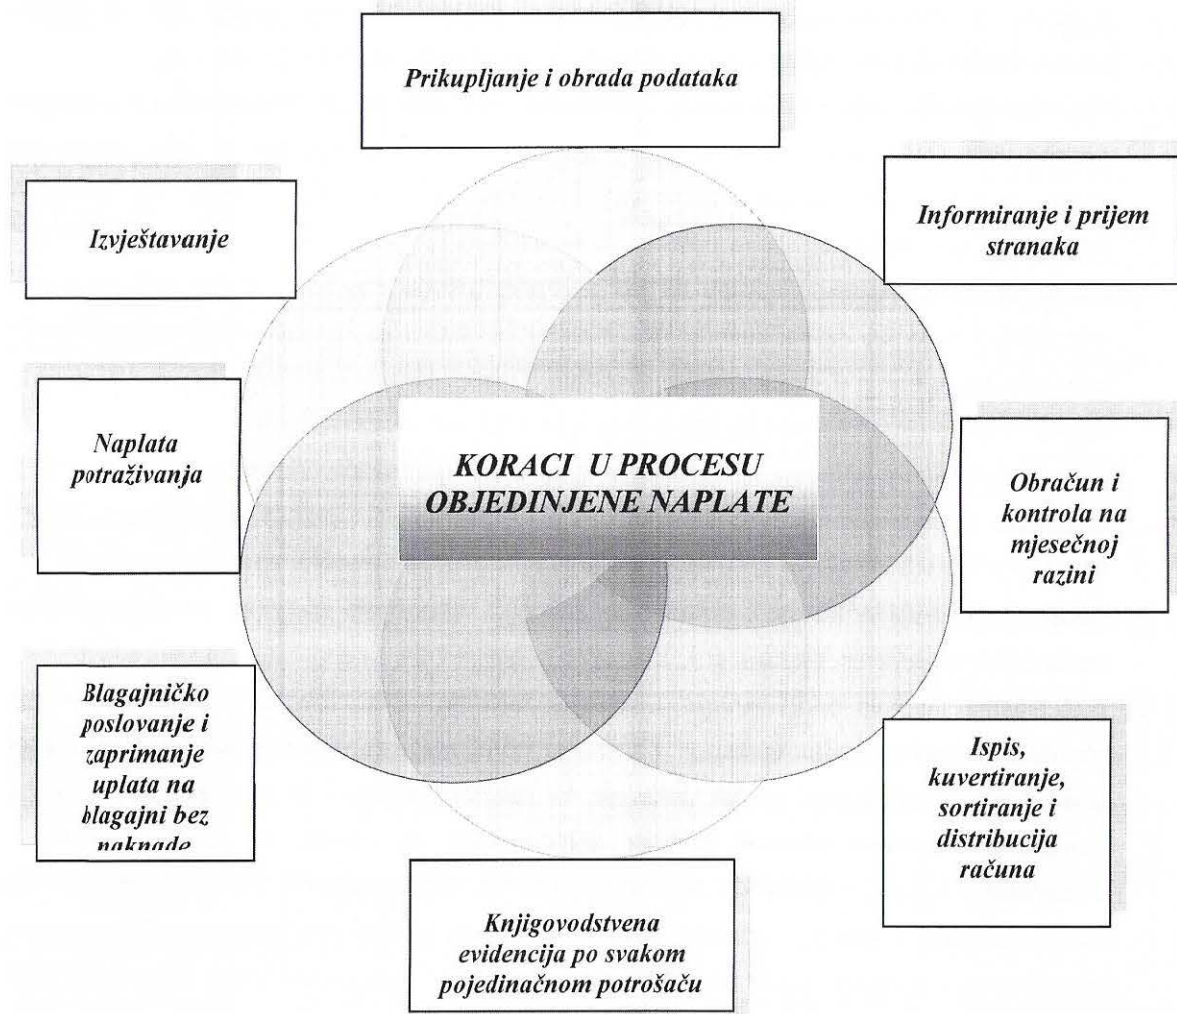 Prikupljanje i obrada podataka
Izvještavanje
Informiranje i prijem
stranaka
Naplata
potraživanja
KORACI U PROCESU
OBJEDINJENE NAPLATE
Obračun i
kontrola na
mjesečnoj
razini
Blagajničko
poslovanje i
zaprimanje
uplata na
blagajni bez
naknade
Ispis,
kuvertiranje,
sortiranje i
distribucija
računa
Knjigovodstvena
evidencija po svakom
pojedinačnom potrošaču